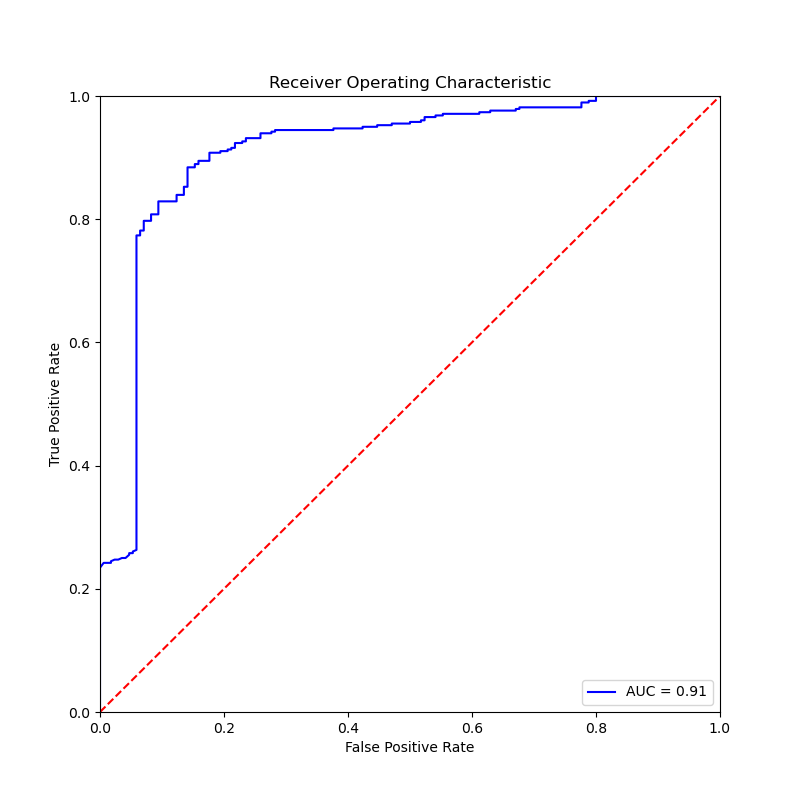 Receiver Operating Characteristic
1.0
0.8
0.6
0.4
0.2
0.0
True Positive Rate
AUC = 0.91
0.0 0.2 0.4 0.6 0.8 1.0
False Positive Rate